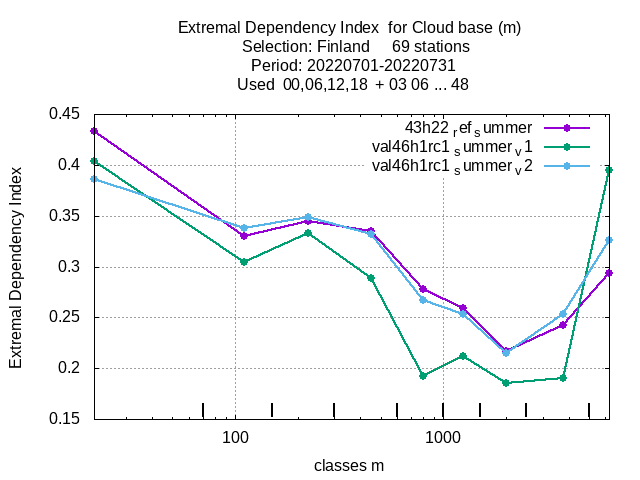 Extremal Dependency Index  for Cloud base (m)
Selection: Finland     69 stations
Period: 20220701-20220731
Used  00,06,12,18  + 03 06 ... 48
0.45
0.4
0.35
0.3
0.25
0.2
0.15
Extremal Dependency Index
43h22 ref summer
val46h1rc1 summer v1
val46h1rc1 summer v2
100
1000
classes m